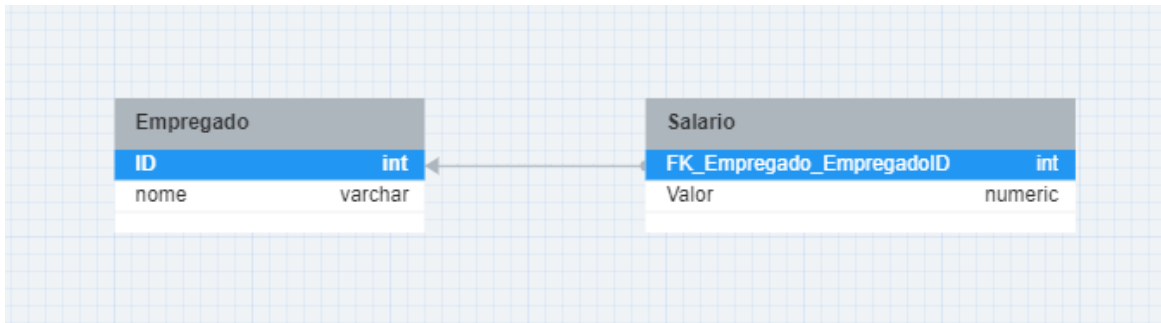 Empregado
ID int
nome varchar
Salario
FK_Empregado_EmpregadoID int
Valor numeric